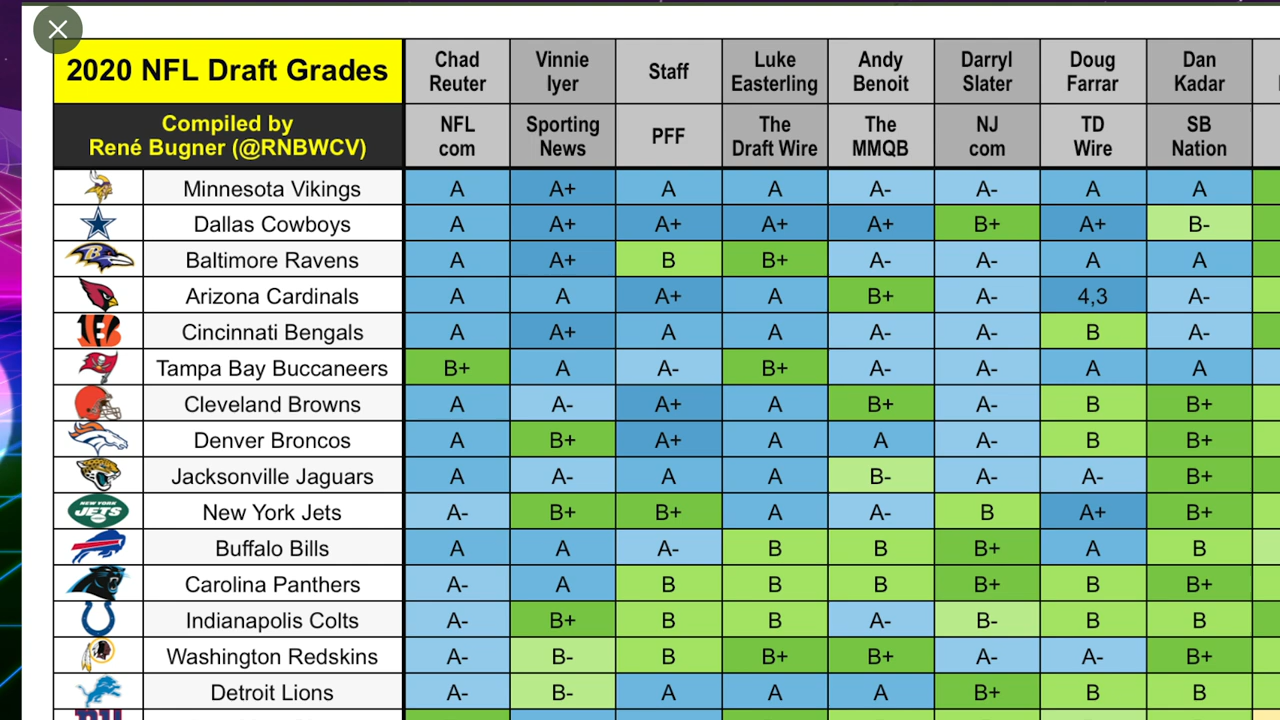 2020 NFL Draft Grades Chad Reuter Vinnie Iyer Staff Luke Easterling Andy Benoit Darryl Slater Doug Farrar Dan Kadar
Compiled by René Bugner (@RNBWCV) NFL com Sporting News PFF The Draft Wire The MMQB NJ com TD Wire SB Nation
Minnesota Vikings A A+ A A A- A- A A
Dallas Cowboys A A+ A+ A+ A+ B+ A+ B-
Baltimore Ravens A A+ B B+ A- A- A A
Arizona Cardinals A A A+ A B+ A- 4,3 A-
Cincinnati Bengals A A+ A A A- A- B A-
Tampa Bay Buccaneers B+ A A- B+ A- A- A A
Cleveland Browns A A- A+ A B+ A- B B+
Denver Broncos A B+ A+ A A A- B B+
Jacksonville Jaguars A A- A A B- A- A- B+
NEW YORK JETS New York Jets A- B+ B+ A A- B A+ B+
Buffalo Bills A A A- B B B+ A B
Carolina Panthers A- A B B B B+ B B+
Indianapolis Colts A- B+ B B A- B- B B
Washington Redskins A- B- B B+ B+ A- A- B+
Detroit Lions A- B- A A A B+ B B